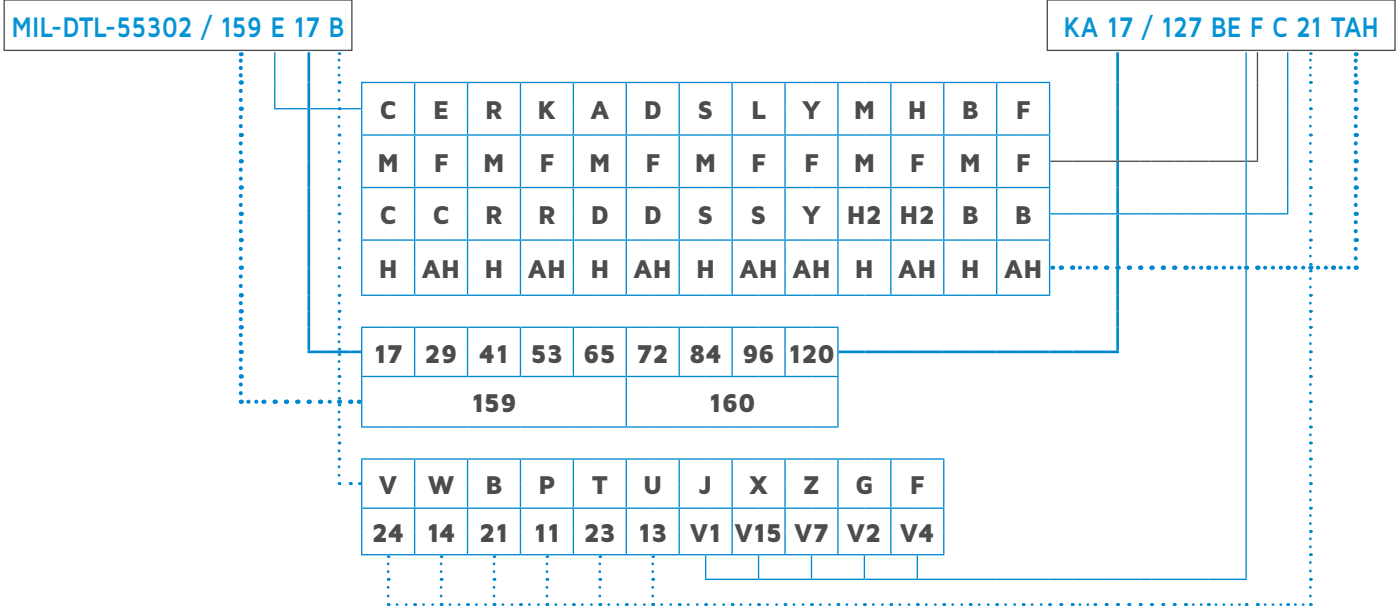 MIL-DTL-55302 / 159 E 17 B
KA 17 / 127 BE F C 21 TAH
C E R K A D S L Y M H B F
M F M F M F M F F M F M F
C C R R D D S S Y H2 H2 B B
H AH H AH H AH H AH AH H AH H AH
17 29 41 53 65 72 84 96 120
159 160
V W B P T U J X Z G F
24 14 21 11 23 13 V1 V15 V7 V2 V4